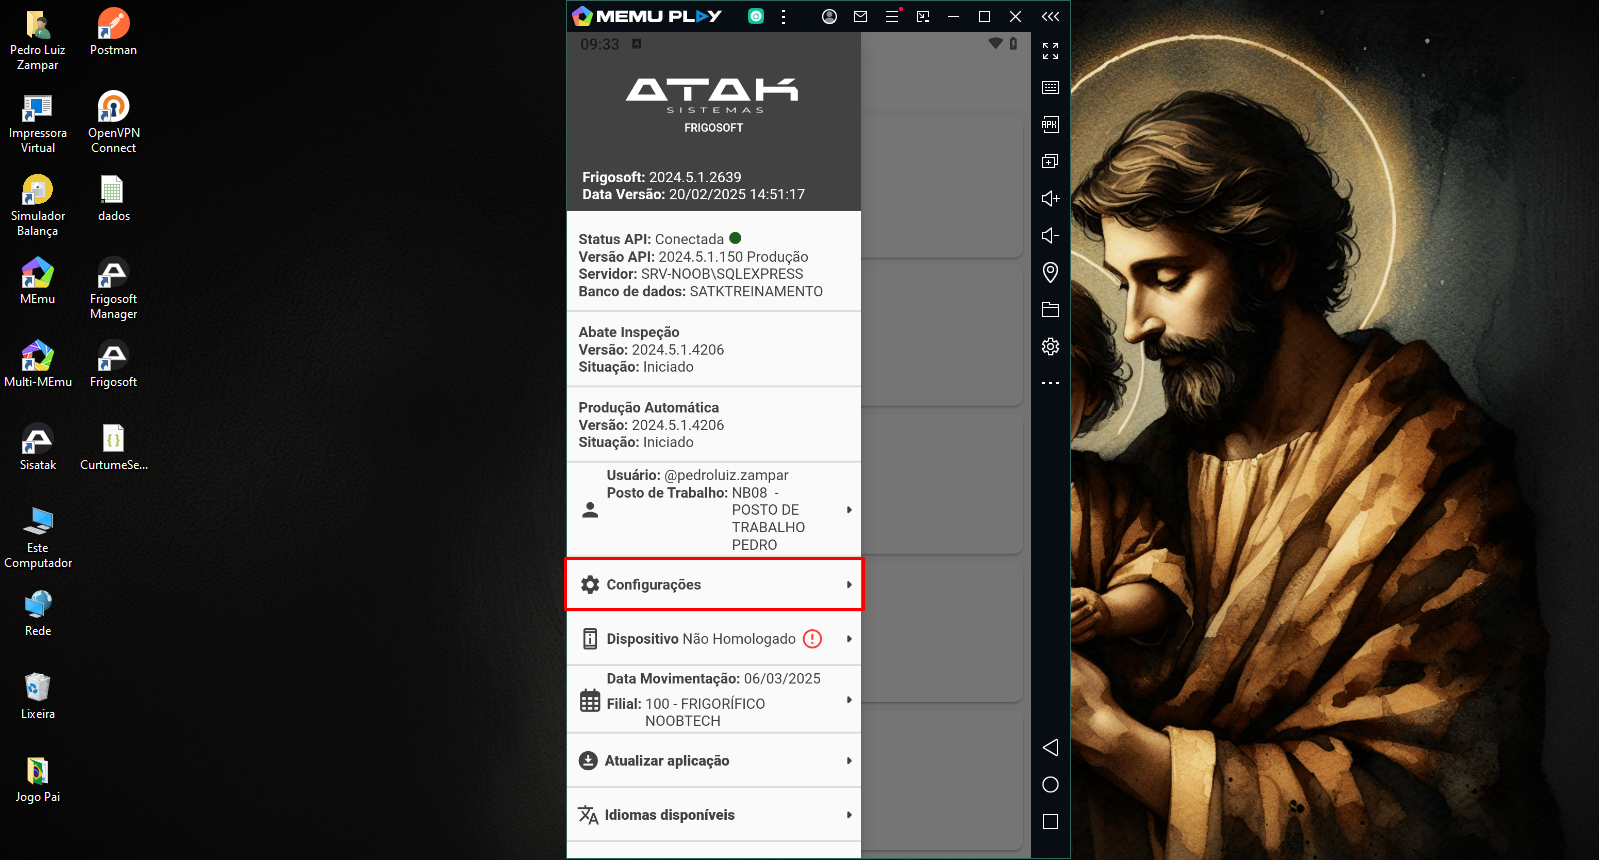 Pedro Luiz
Zampar
Postman
Impressora
Virtual
OpenVPN
Connect
Simulador
Balança
dados
MEmu
Frigosoft
Manager
Multi-MEmu
Frigosoft
Sisatak
CurtumeSe...
Este
Computador
Rede
Lixeira
Jogo Pai
MEMU PLAY
09:33
ATAK
SISTEMAS
FRIGOSOFT
Frigosoft: 2024.5.1.2639
Data Versão: 20/02/2025 14:51:17
Status API: Conectada
Versão API: 2024.5.1.150 Produção
Servidor: SRV-NOOB\SQLEXPRESS
Banco de dados: SATKTREINAMENTO
Abate Inspeção
Versão: 2024.5.1.4206
Situação: Iniciado
Produção Automática
Versão: 2024.5.1.4206
Situação: Iniciado
Usuário: @pedroluiz.zampar
Posto de Trabalho: NB08 -
POSTO DE
TRABALHO
PEDRO
Configurações
Dispositivo Não Homologado
Data Movimentação: 06/03/2025
Filial: 100 - FRIGORÍFICO
NOOBTECH
Atualizar aplicação
Idiomas disponíveis
APK